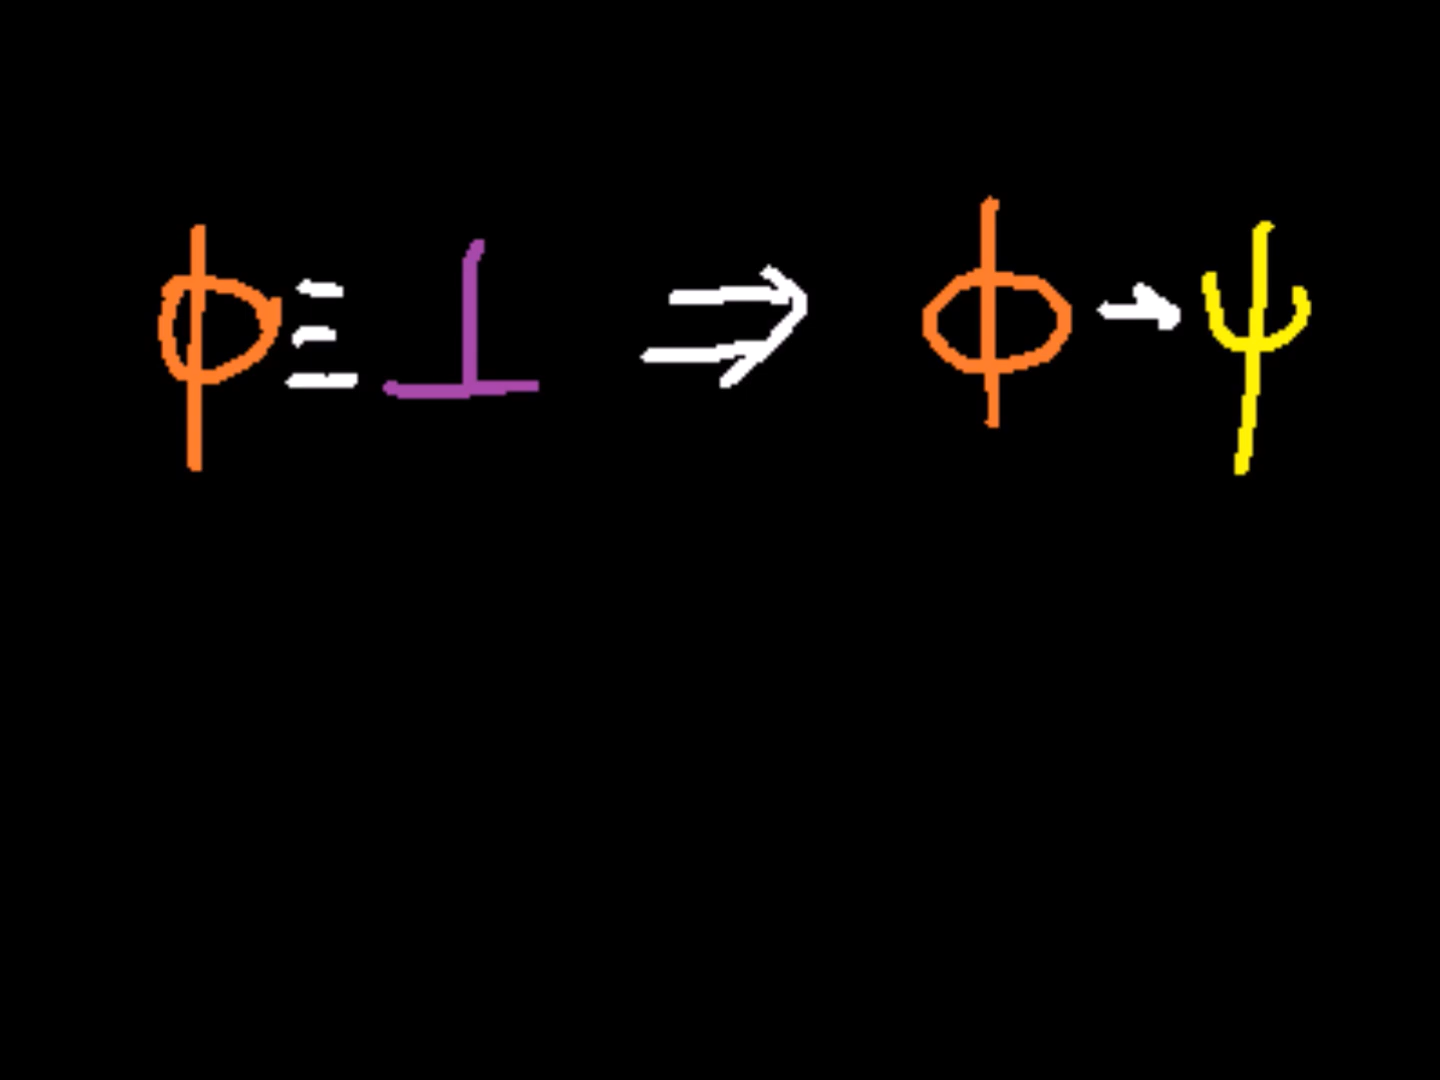 ϕ ≡ ⊥ ⇒ ϕ → ψ